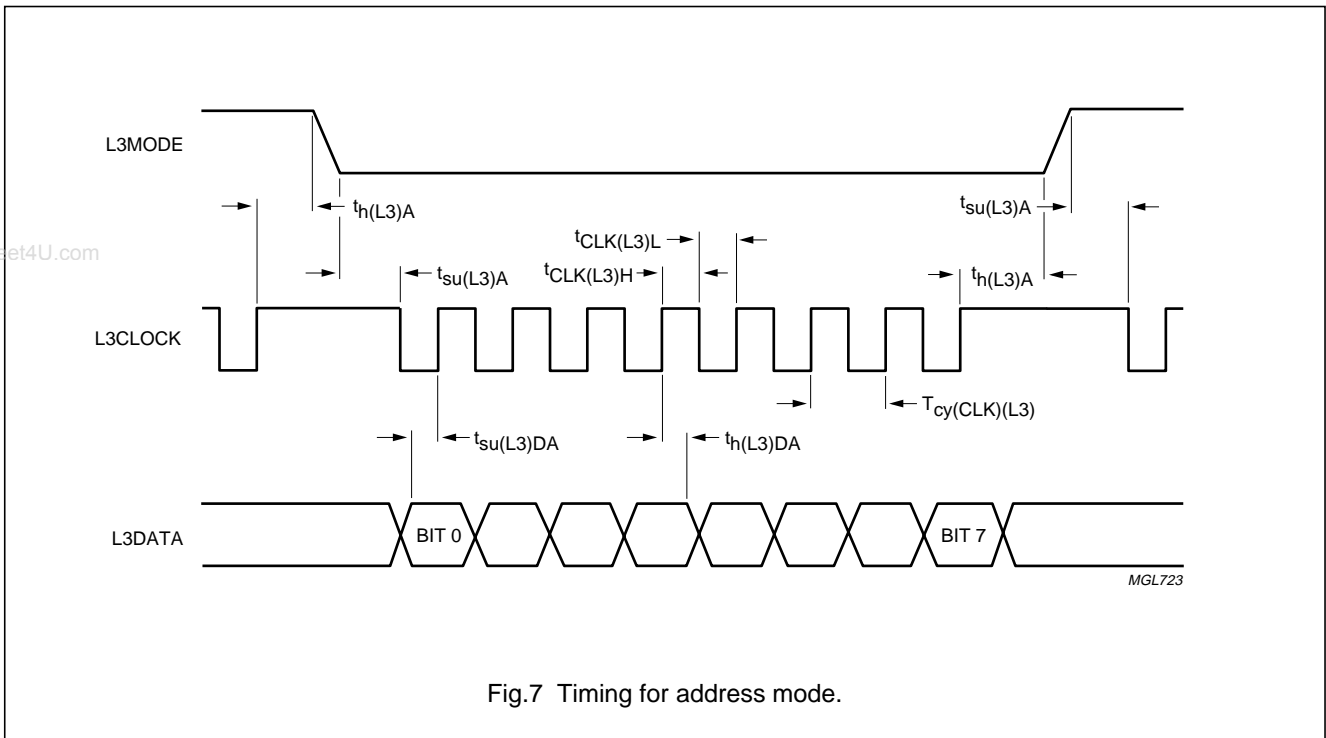 L3MODE
th(L3)A
tsu(L3)A
et4U.com
tCLK(L3)L
tsu(L3)A
tCLK(L3)H
th(L3)A
L3CLOCK
Tcy(CLK)(L3)
tsu(L3)DA
th(L3)DA
L3DATA
BIT 0
BIT 7
MGL723
Fig.7 Timing for address mode.